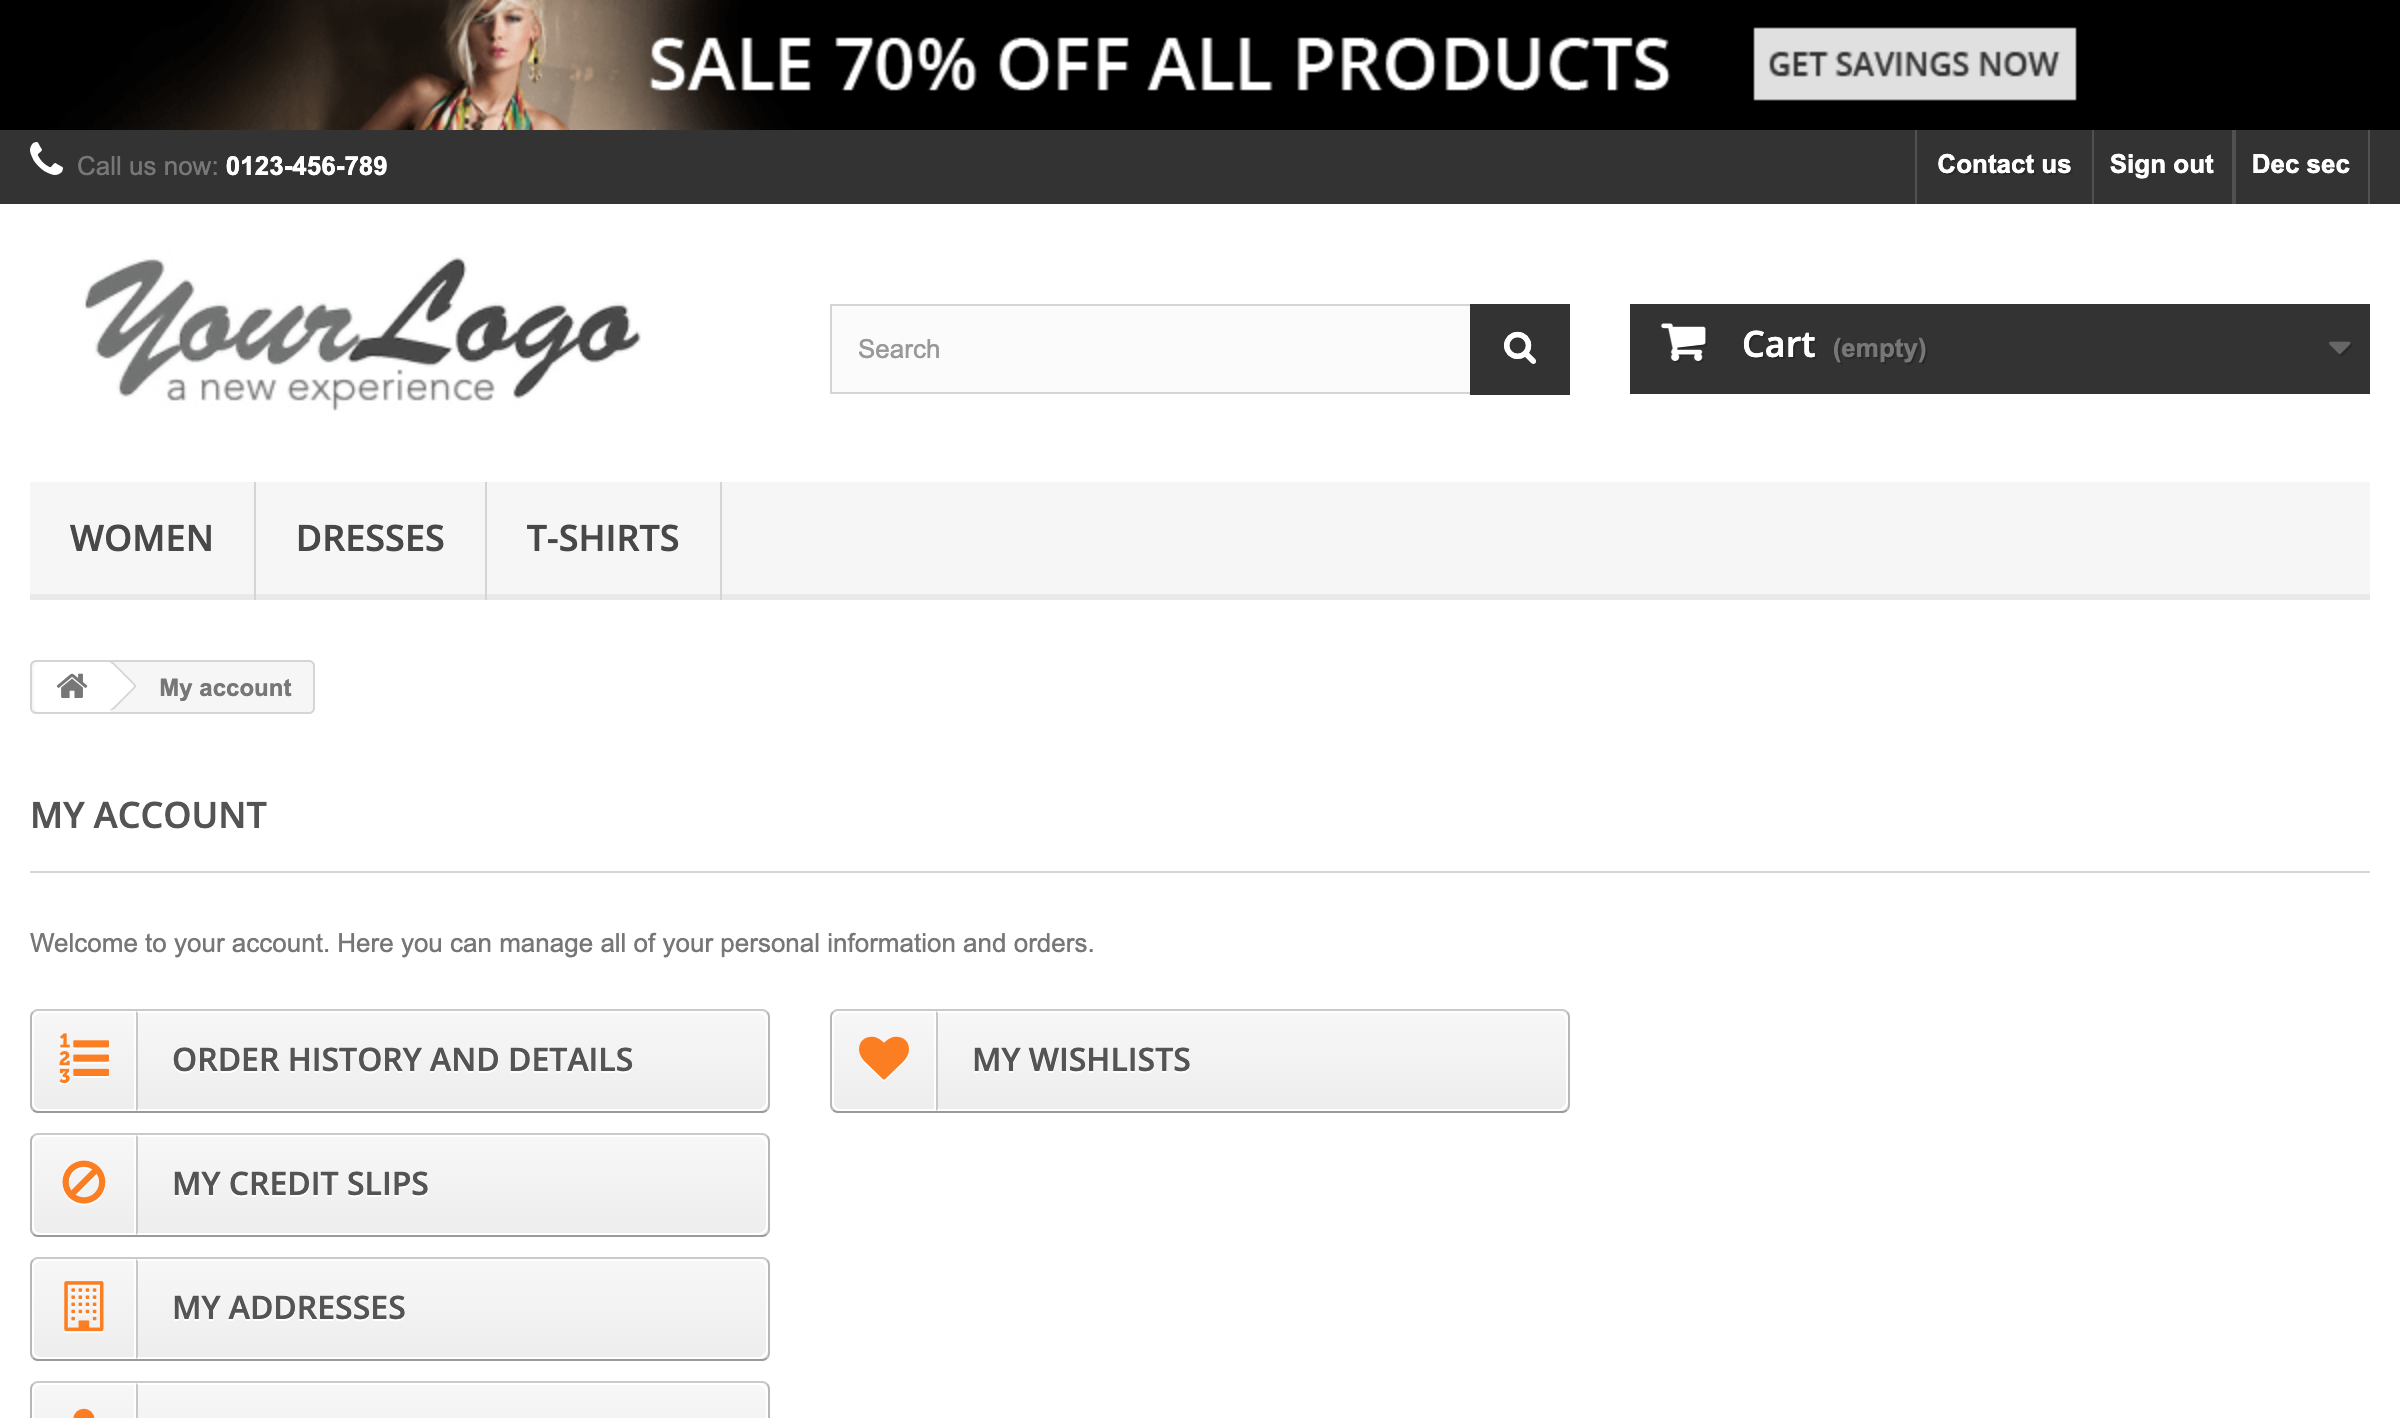 SALE 70% OFF ALL PRODUCTS
GET SAVINGS NOW
Call us now: 0123-456-789
Contact us
Sign out
Dec sec
YourLogo
a new experience
Search
Cart (empty)
WOMEN
DRESSES
T-SHIRTS
My account
MY ACCOUNT
Welcome to your account. Here you can manage all of your personal information and orders.
1
2
3
ORDER HISTORY AND DETAILS
MY WISHLISTS
MY CREDIT SLIPS
MY ADDRESSES